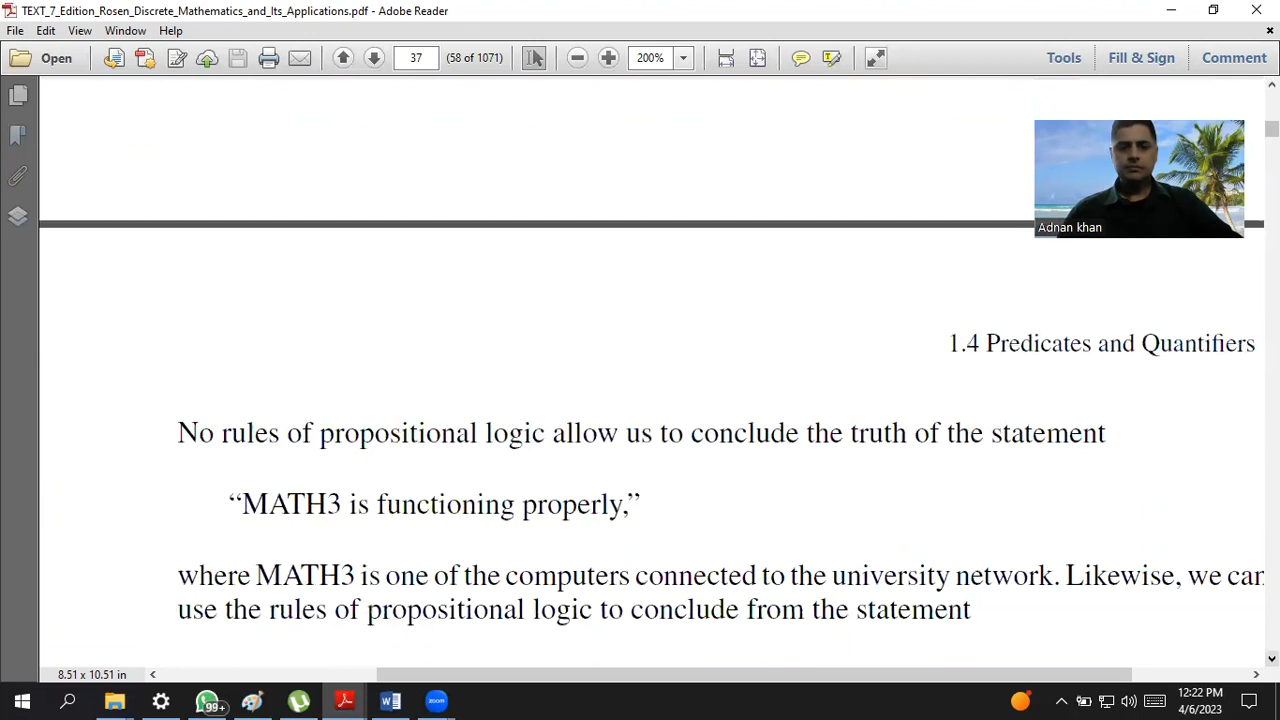 TEXT_7_Edition_Rosen_Discrete_Mathematics_and_Its_Applications.pdf - Adobe Reader
File Edit View Window Help
Open 37 (58 of 1071) 200% Tools Fill & Sign Comment
Adnan khan
1.4 Predicates and Quantifiers
No rules of propositional logic allow us to conclude the truth of the statement
“MATH3 is functioning properly,”
where MATH3 is one of the computers connected to the university network. Likewise, we can
use the rules of propositional logic to conclude from the statement
8.51 x 10.51 in
99+
zoom
12:22 PM
4/6/2023